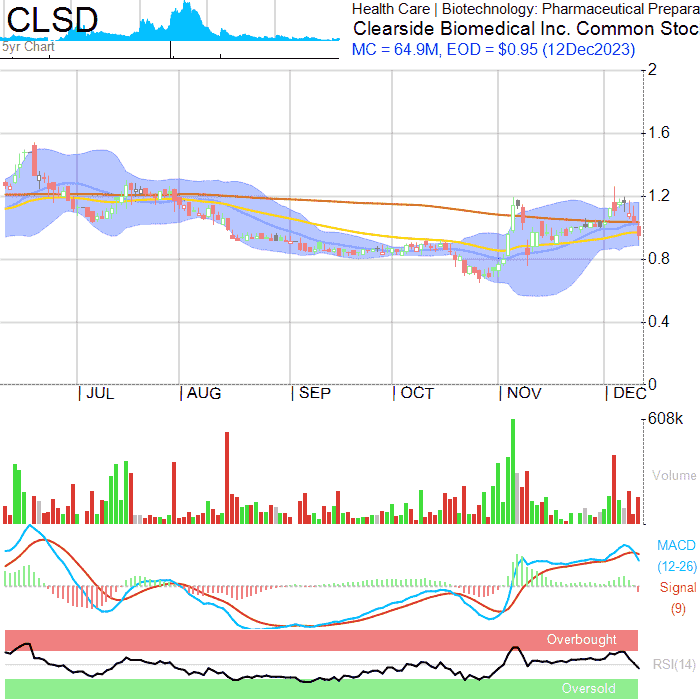 CLSD
5yr Chart
Health Care | Biotechnology: Pharmaceutical Prepara
Clearside Biomedical Inc. Common Stoc
MC = 64.9M, EOD = $0.95 (12Dec2023)
2
1.6
1.2
0.8
0.4
0
| JUL | AUG | SEP | OCT | NOV | DEC
608k
Volume
MACD
(12-26)
Signal
(9)
Overbought
RSI(14)
Oversold